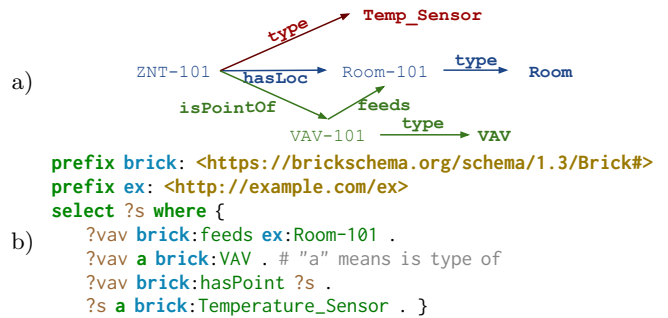 a)
type
Temp_Sensor
ZNT-101
hasLoc
Room-101
type
Room
isPointOf
feeds
VAV-101
type
VAV
b)
prefix brick: <https://brickschema.org/schema/1.3/Brick#>
prefix ex: <http://example.com/ex>
select ?s where {
?vav brick:feeds ex:Room-101 .
?vav a brick:VAV . # "a" means is type of
?vav brick:hasPoint ?s .
?s a brick:Temperature_Sensor . }